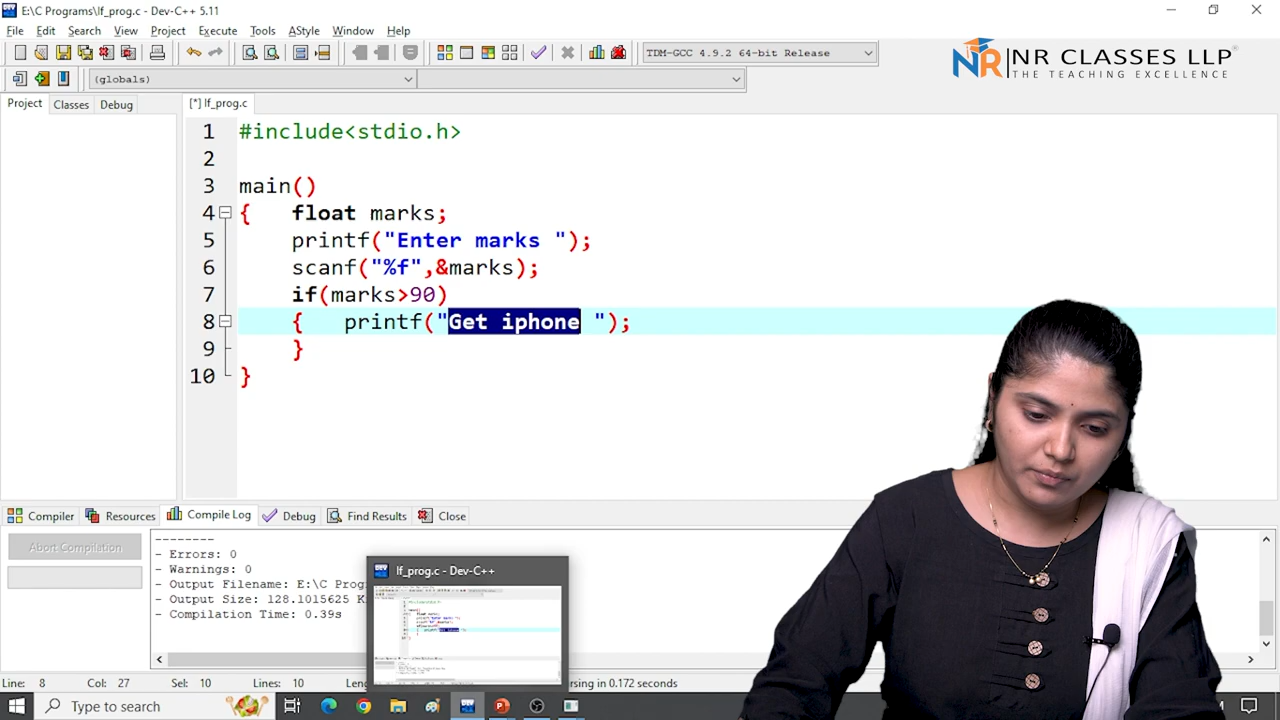 E:\C Programs\If_prog.c - Dev-C++ 5.11
File Edit Search View Project Execute Tools AStyle Window Help
TDM-GCC 4.9.2 64-bit Release
NR NR CLASSES LLP
THE TEACHING EXCELLENCE
(globals)
Project Classes Debug
[*] If_prog.c
1 #include<stdio.h>
2
3 main()
4 { float marks;
5 printf("Enter marks ");
6 scanf("%f",&marks);
7 if(marks>90)
8 { printf("Get iphone ");
9 }
10 }
Compiler Resources Compile Log Debug Find Results Close
Abort Compilation
--------
- Errors: 0
- Warnings: 0
- Output Filename: E:\C Prog
- Output Size: 128.1015625 K
- Compilation Time: 0.39s
If_prog.c - Dev-C++
Line: 8 Col: 27 Sel: 10 Lines: 10 in 0.172 seconds
Type here to search